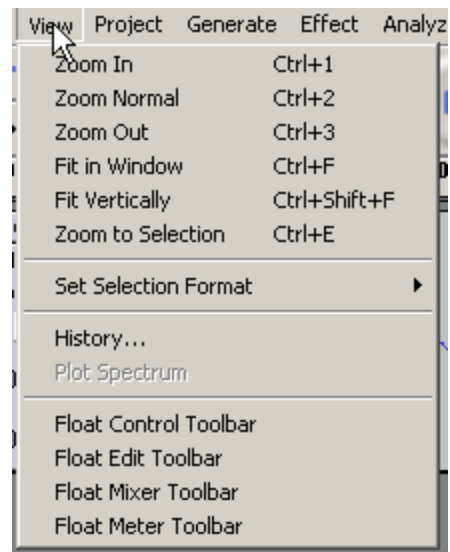 View Project Generate Effect Analyz
Zoom In Ctrl+1
Zoom Normal Ctrl+2
Zoom Out Ctrl+3
Fit in Window Ctrl+F
Fit Vertically Ctrl+Shift+F
Zoom to Selection Ctrl+E
Set Selection Format
History...
Plot Spectrum
Float Control Toolbar
Float Edit Toolbar
Float Mixer Toolbar
Float Meter Toolbar